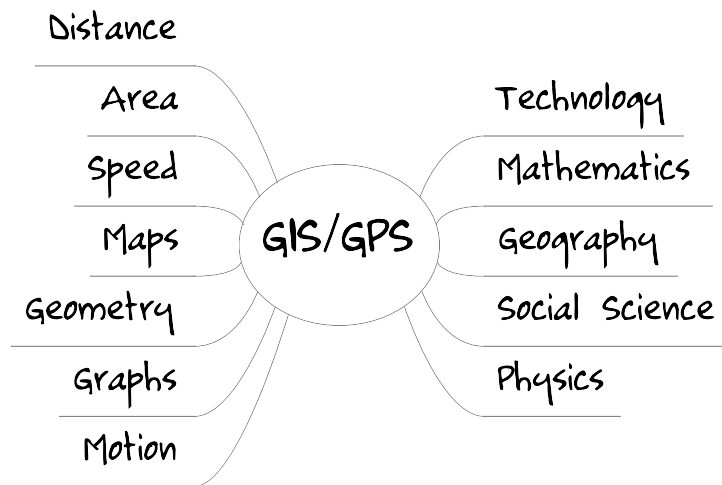 Distance
Area
Speed
Maps
Geometry
Graphs
Motion
GIS/GPS
Technology
Mathematics
Geography
Social Science
Physics